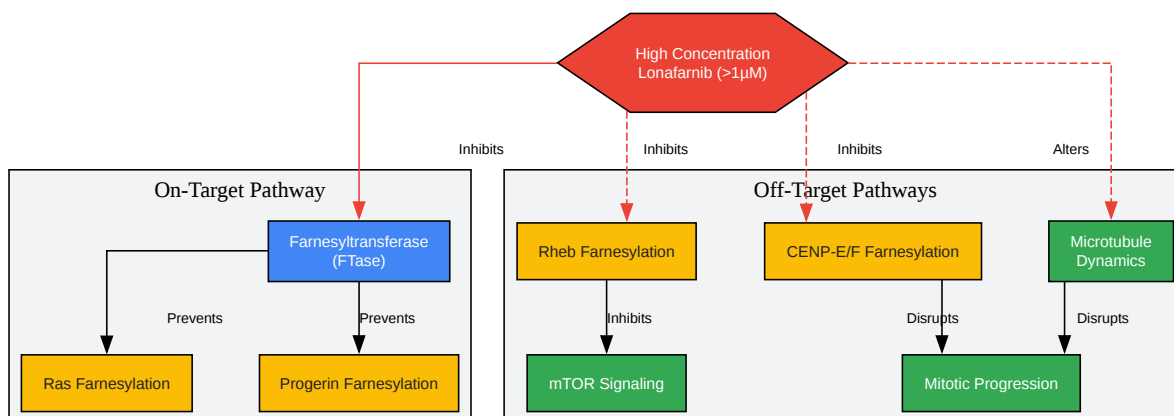 High Concentration
Lonafarnib (>1µM)
Inhibits
Inhibits
Inhibits
Alters
On-Target Pathway
Off-Target Pathways
Farnesyltransferase
(FTase)
Rheb Farnesylation
CENP-E/F Farnesylation
Microtubule
Dynamics
Prevents
Prevents
Inhibits
Disrupts
Disrupts
Ras Farnesylation
Progerin Farnesylation
mTOR Signaling
Mitotic Progression